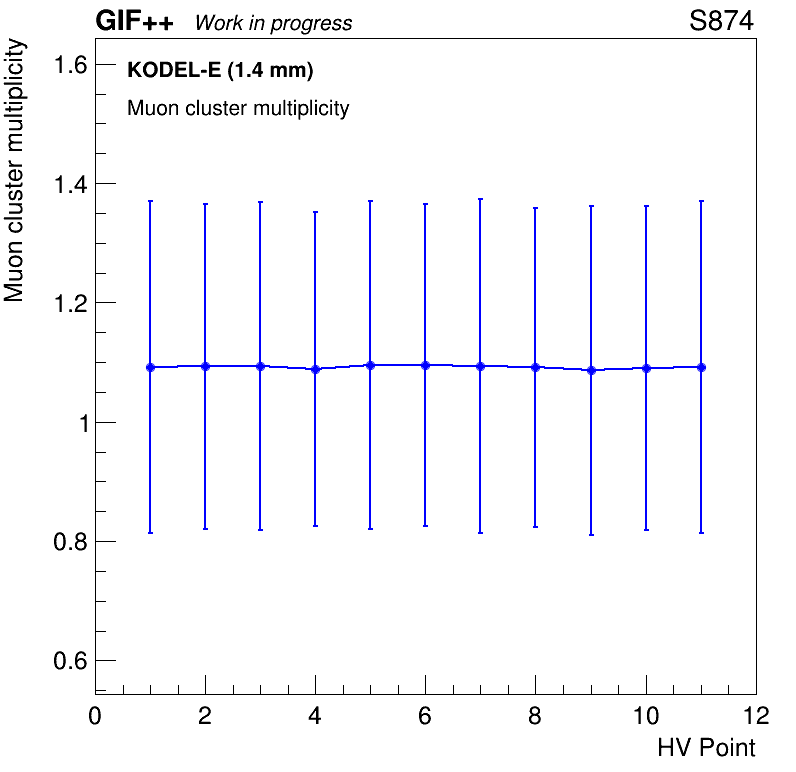 GIF++ Work in progress S874
Muon cluster multiplicity
KODEL-E (1.4 mm)
Muon cluster multiplicity
1.6
1.4
1.2
1
0.8
0.6
0 2 4 6 8 10 12
HV Point